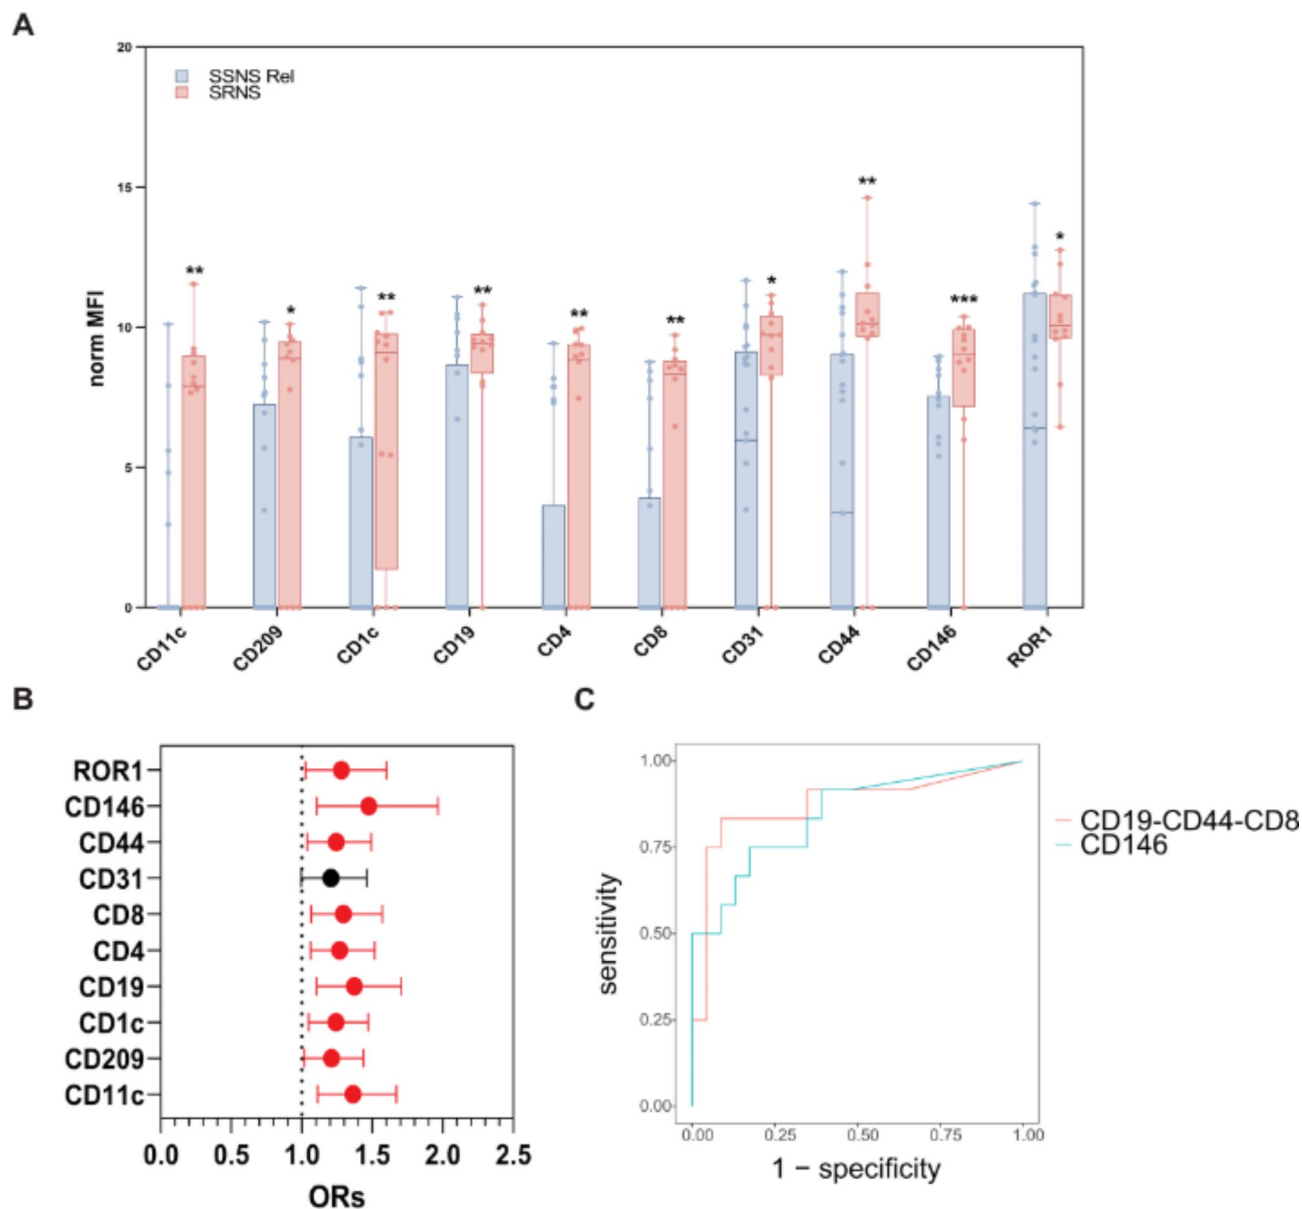 A
20
15
10
5
0
norm MFI
SSNS Rel
SRNS
** * ** ** ** ** * ** *** *
CD11c CD209 CD1c CD19 CD4 CD8 CD31 CD44 CD146 ROR1
B
ROR1
CD146
CD44
CD31
CD8
CD4
CD19
CD1c
CD209
CD11c
0.0 0.5 1.0 1.5 2.0 2.5
ORs
C
1.00
0.75
0.50
0.25
0.00
sensitivity
0.00 0.25 0.50 0.75 1.00
1 − specificity
CD19-CD44-CD8
CD146